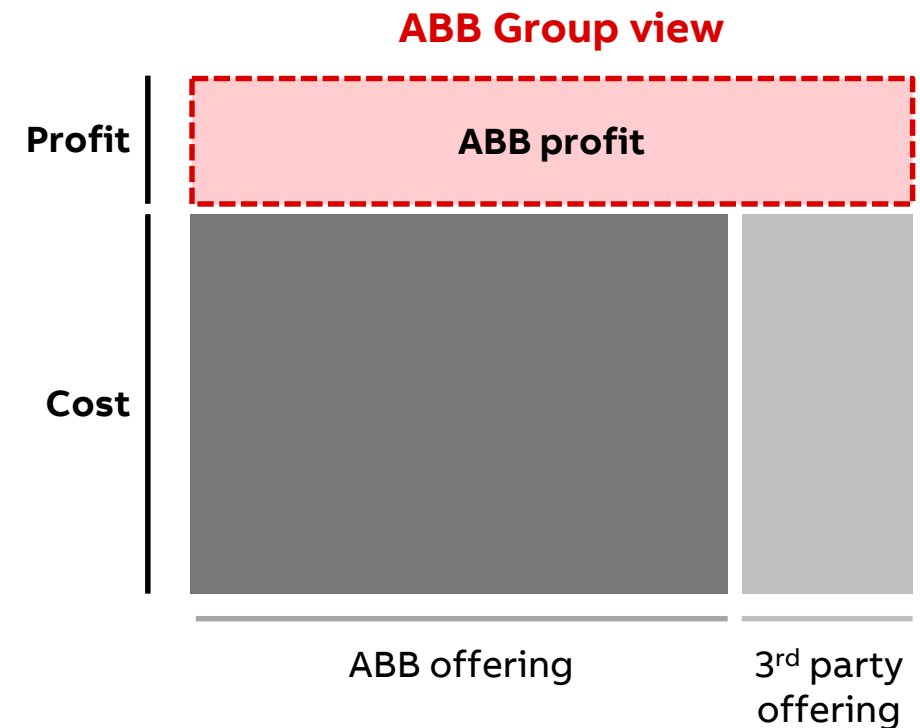 ABB Group view
Profit
ABB profit
Cost
ABB offering
3rd party
offering